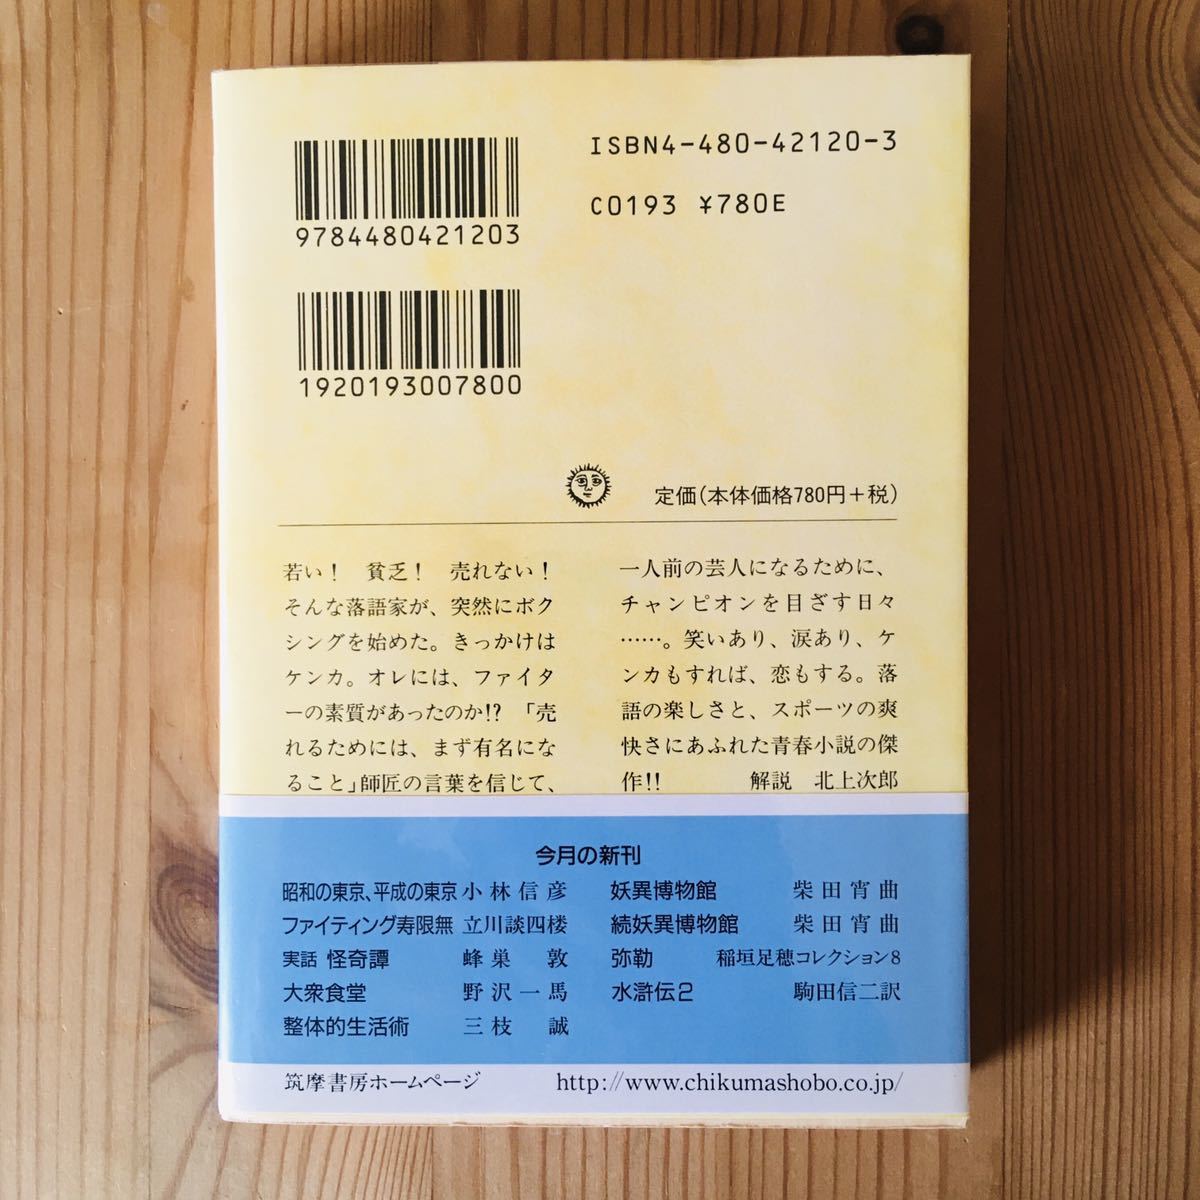 ISBN4-480-42120-3
C0193 ¥780E
9784480421203
1920193007800
定価(本体価格780円+税)
若い！　貧乏！　売れない！
そんな落語家が、突然にボク
シングを始めた。きっかけは
ケンカ。オレには、ファイタ
ーの素質があったのか!?　「売
れるためには、まず有名にな
ること」師匠の言葉を信じて、
一人前の芸人になるために、
チャンピオンを目ざす日々
……。笑いあり、涙あり、ケ
ンカもすれば、恋もする。落
語の楽しさと、スポーツの爽
快さにあふれた青春小説の傑
作!!　解説　北上次郎
今月の新刊
昭和の東京、平成の東京 小林信彦
ファイティング寿限無 立川談四楼
実話 怪奇譚 蜂巣 敦
大衆食堂 野沢一馬
整体的生活術 三枝 誠
妖異博物館 柴田宵曲
続妖異博物館 柴田宵曲
弥勒 稲垣足穂コレクション8
水滸伝2 駒田信二訳
筑摩書房ホームページ http://www.chikumashobo.co.jp/